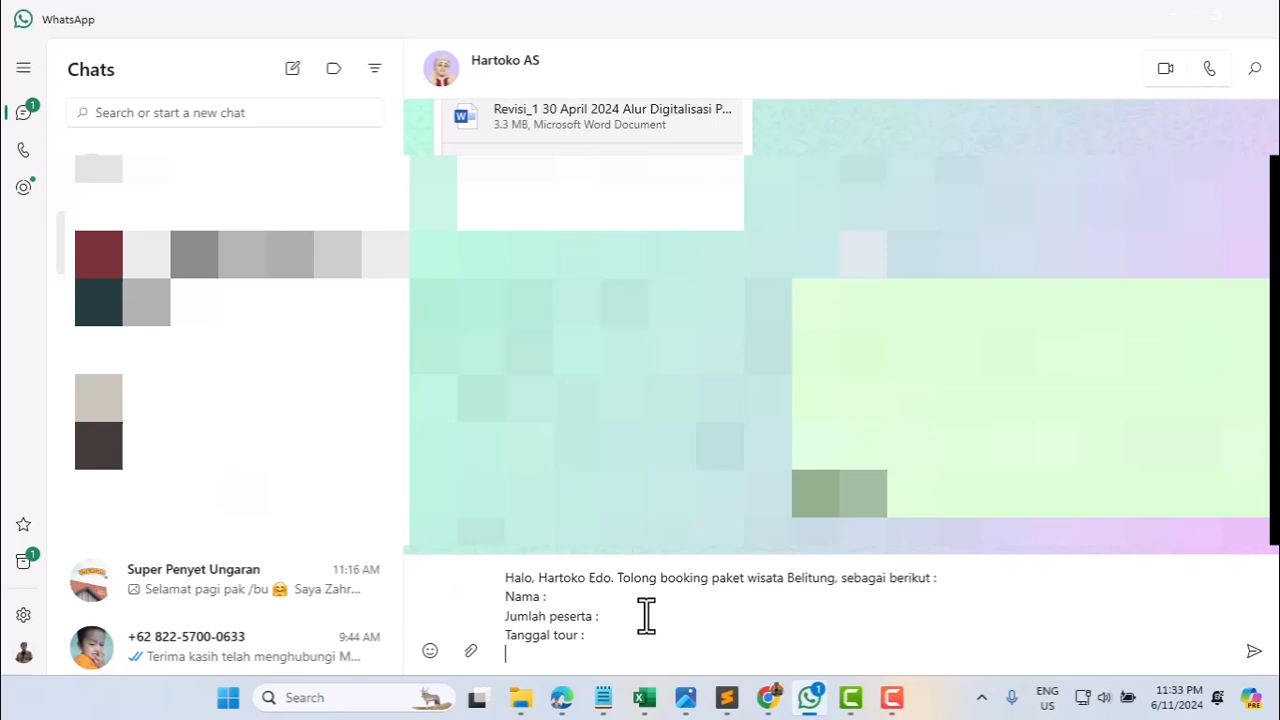 WhatsApp
Chats
Search or start a new chat
1
Hartoko AS
Revisi_1 30 April 2024 Alur Digitalisasi P...
3.3 MB, Microsoft Word Document
Super Penyet Ungaran
11:16 AM
Selamat pagi pak /bu 🤗 Saya Zahr...
+62 822-5700-0633
9:44 AM
Terima kasih telah menghubungi M...
1
Halo, Hartoko Edo. Tolong booking paket wisata Belitung, sebagai berikut :
Nama :
Jumlah peserta :
Tanggal tour :
Search
1
ENG
US
11:33 PM
6/11/2024